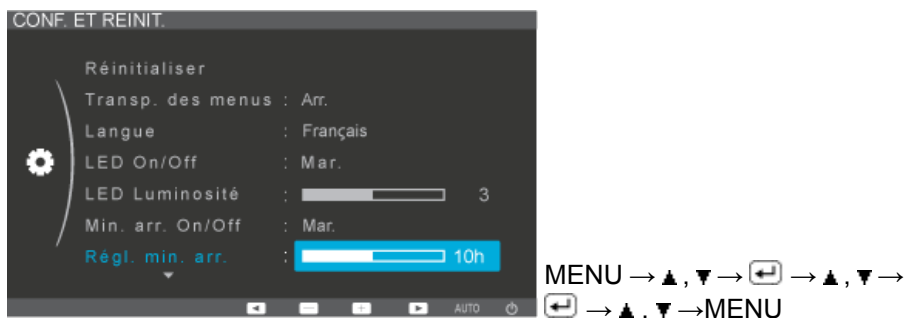 CONF. ET REINIT.
Réinitialiser
Transp. des menus : Arr.
Langue : Français
LED On/Off : Mar.
LED Luminosité : 3
Min. arr. On/Off : Mar.
Régl. min. arr. : 10h
AUTO
MENU → ▲ , ▼ → ↵ → ▲ , ▼ →
↵ → ▲ , ▼ →MENU